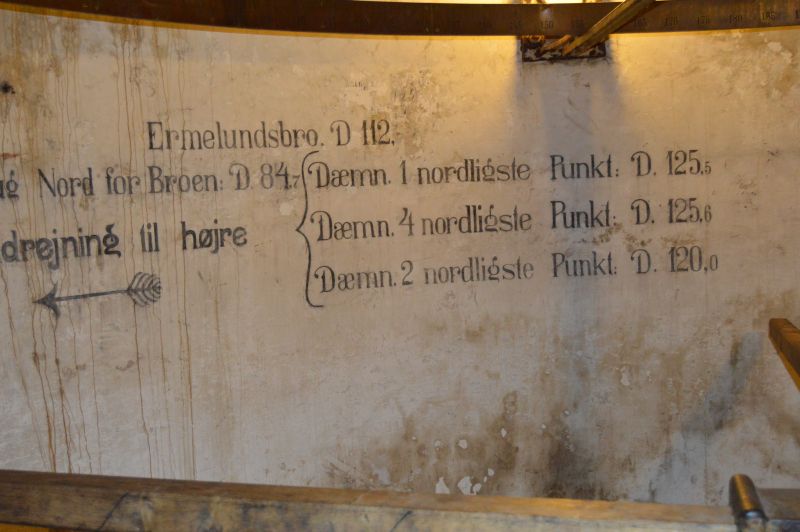 Ermelundsbro. D 112,
Nord for Broen: D. 84,7
Dæmn. 1 nordligste Punkt: D. 125,5
Dæmn. 4 nordligste Punkt: D. 125,6
Dæmn. 2 nordligste Punkt: D. 120,0
drejning til højre